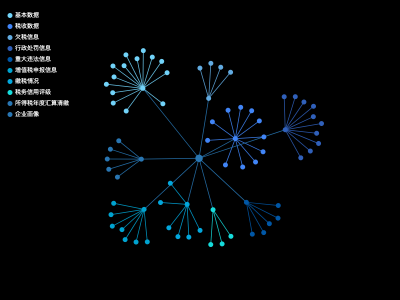 基本数据
税收数据
欠税信息
行政处罚信息
重大违法信息
增值税申报信息
缴税情况
税务信用评级
所得税年度汇算清缴
企业画像